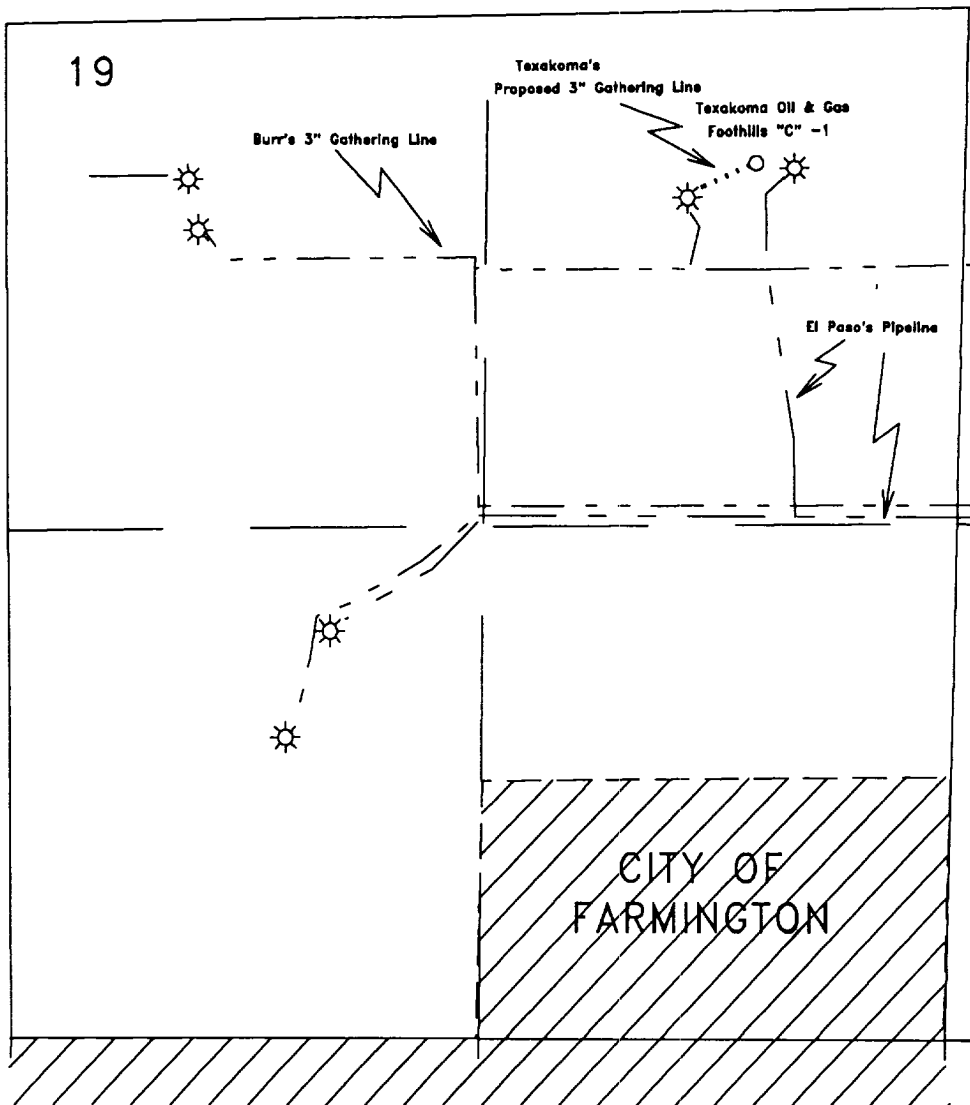 19
Texakoma's
Proposed 3" Gathering Line
Texakoma Oil & Gas
Foothills "C" -1
Burr's 3" Gathering Line
El Paso's Pipeline
CITY OF
FARMINGTON